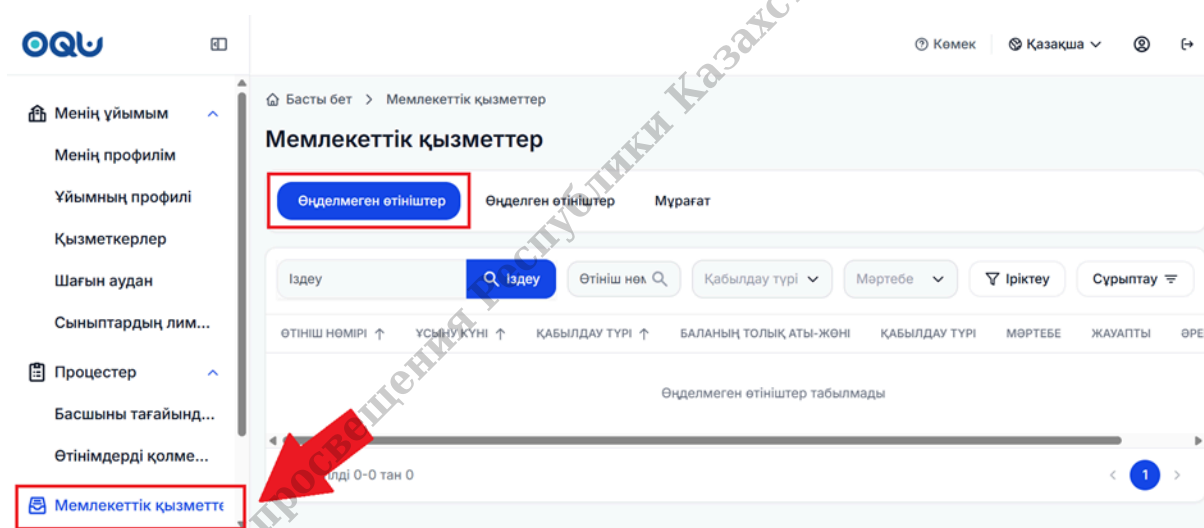 OQU
Көмек
Қазақша
Менің ұйымым
Менің профилім
Ұйымның профилі
Қызметкерлер
Шағын аудан
Сыныптардың лим...
Процестер
Басшыны тағайынд...
Өтінімдерді қолме...
Мемлекеттік қызметте
Басты бет > Мемлекеттік қызметтер
Мемлекеттік қызметтер
Өңделмеген өтініштер Өңделген өтініштер Мұрағат
Іздеу Іздеу Өтініш нөм Қабылдау түрі Мәртебе Іріктеу Сұрыптау
ӨТІНІШ НӨМІРІ ↑ ҰСЫНУ КҮНІ ↑ ҚАБЫЛДАУ ТҮРІ ↑ БАЛАНЫҢ ТОЛЫҚ АТЫ-ЖӨНІ ҚАБЫЛДАУ ТҮРІ МӘРТЕБЕ ЖАУАПТЫ ӘРЕ
Өңделмеген өтініштер табылмады
0-0 тан 0
< 1 >
просвещения Республики Казахст